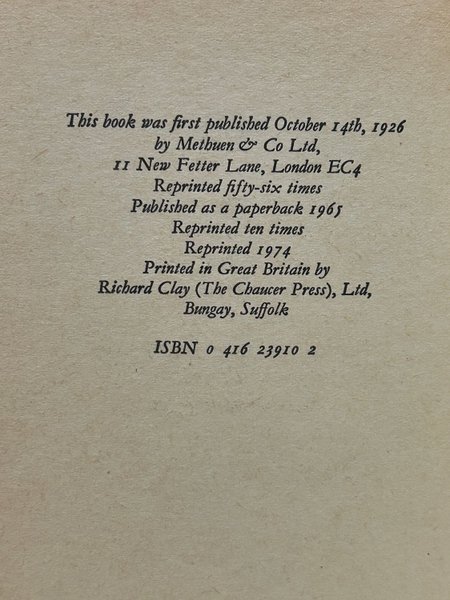 This book was first published October 14th, 1926
by Methuen & Co Ltd,
11 New Fetter Lane, London EC4
Reprinted fifty-six times
Published as a paperback 1965
Reprinted ten times
Reprinted 1974
Printed in Great Britain by
Richard Clay (The Chaucer Press), Ltd,
Bungay, Suffolk
ISBN 0 416 23910 2